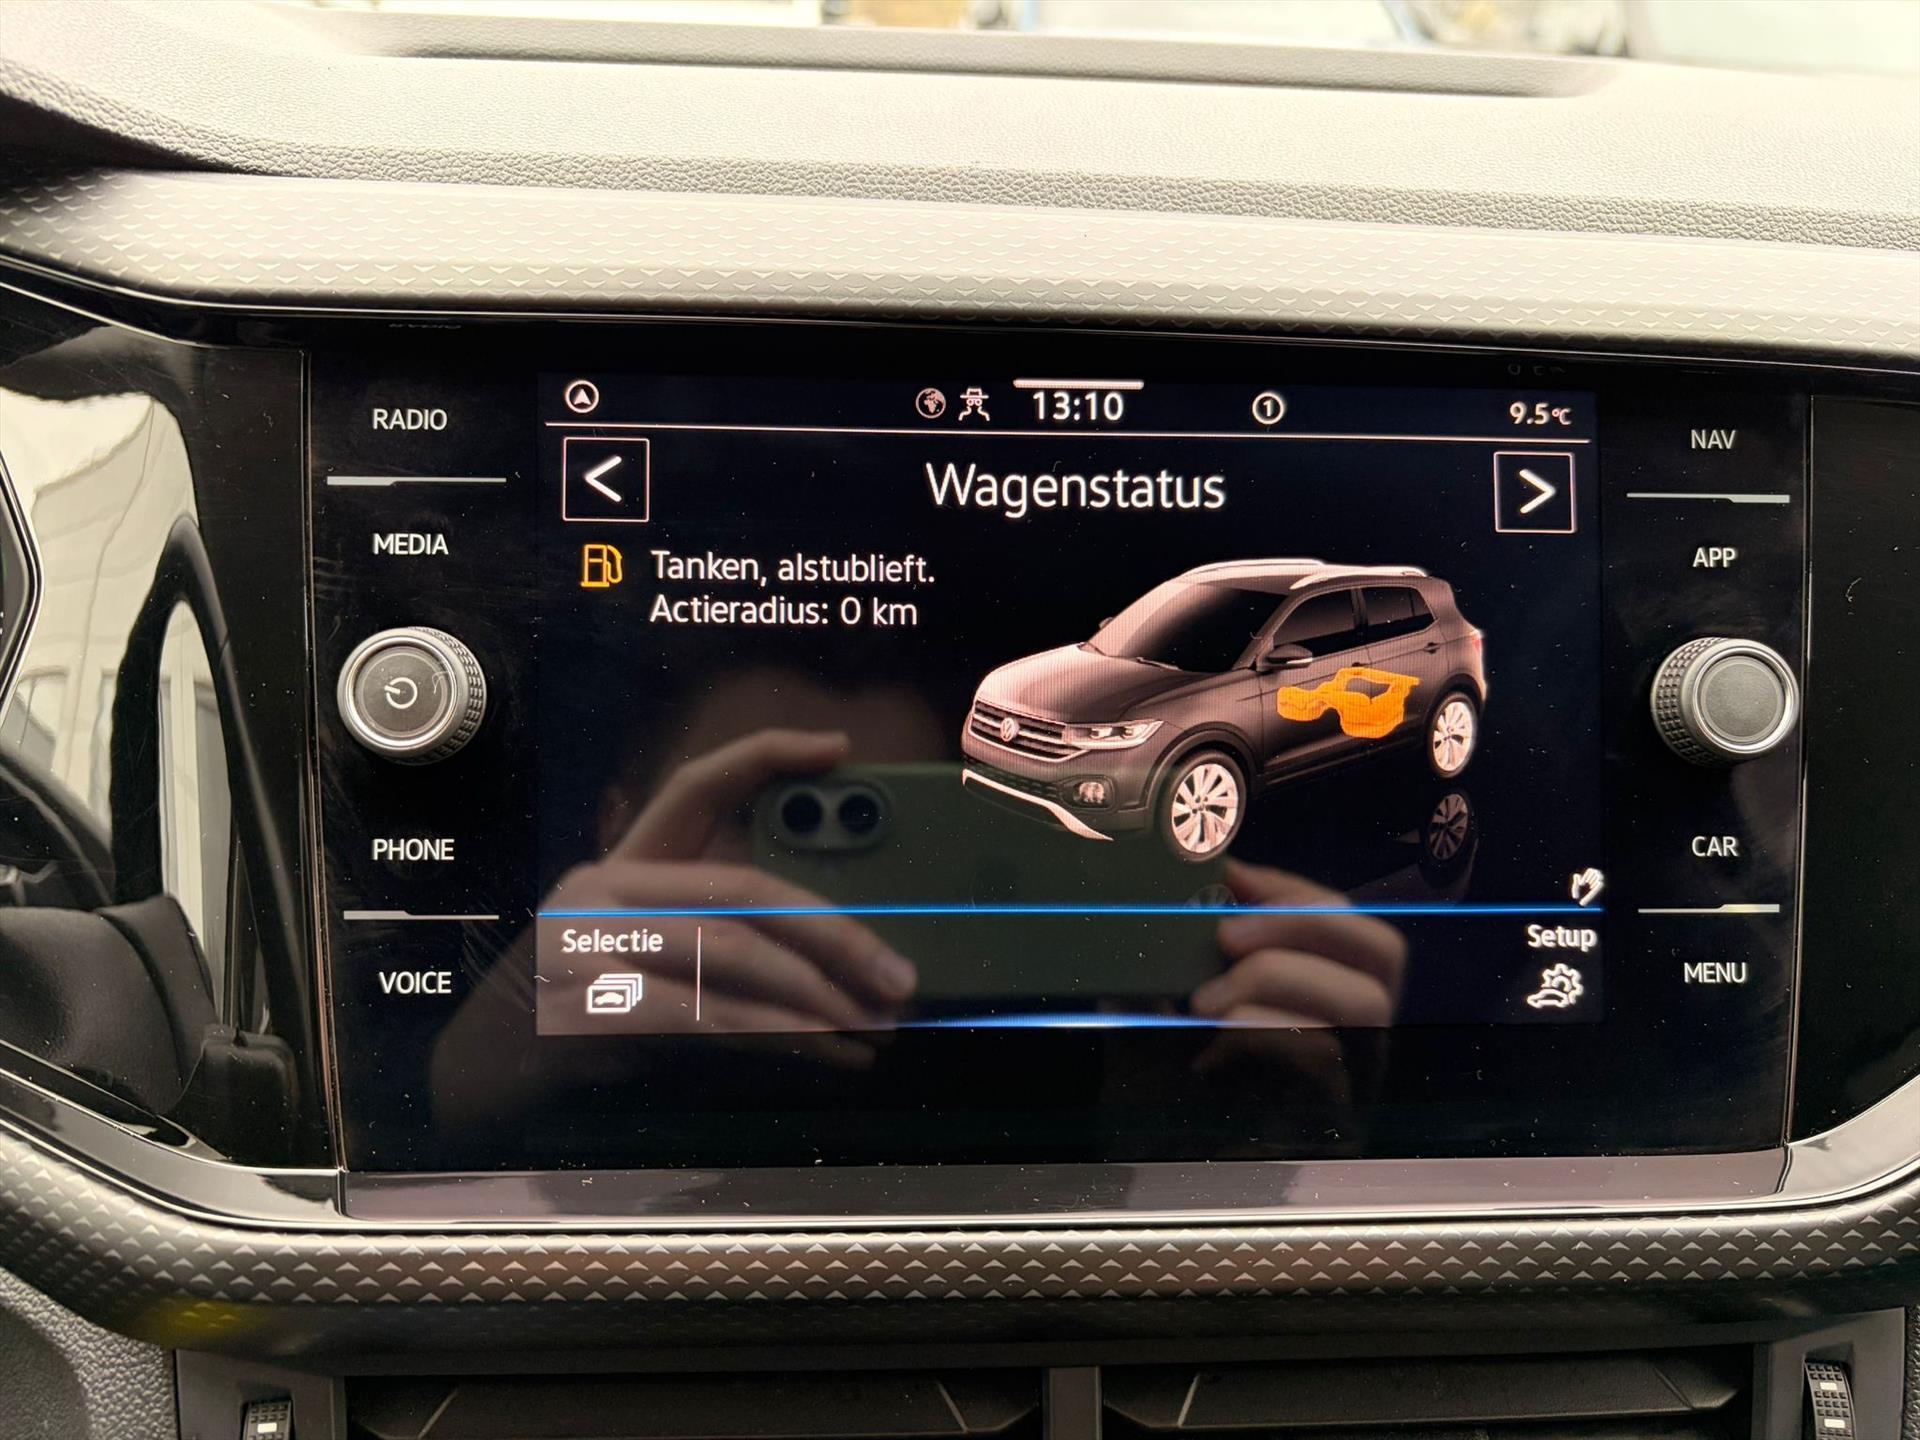 RADIO
MEDIA
PHONE
VOICE
13:10
1
9.5°C
Wagenstatus
Tanken, alstublieft.
Actieradius: 0 km
Selectie
Setup
NAV
APP
CAR
MENU